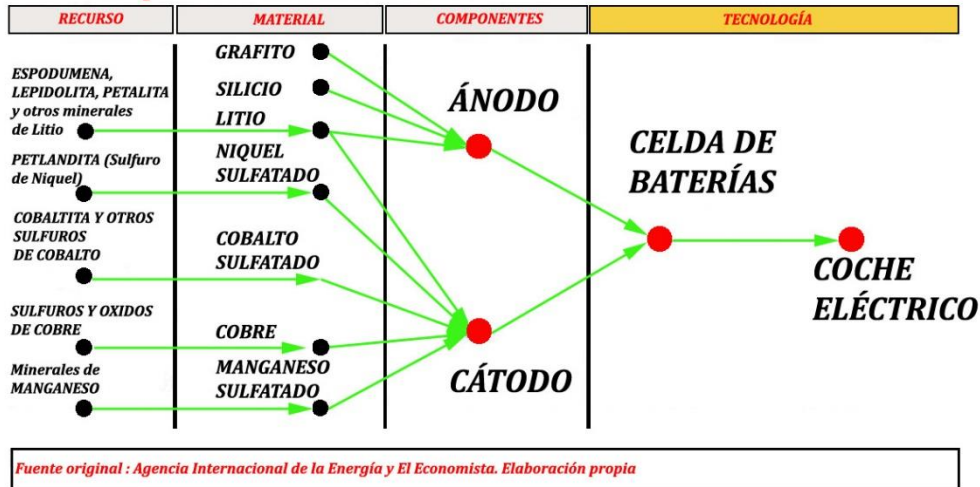 RECURSO
MATERIAL
COMPONENTES
TECNOLOGÍA
ESPODUMENA,
LEPIDOLITA, PETALITA
y otros minerales
de Litio
PETLANDITA (Sulfuro
de Niquel)
COBALTITA Y OTROS
SULFUROS
DE COBALTO
SULFUROS Y OXIDOS
DE COBRE
Minerales de
MANGANESO
GRAFITO
SILICIO
LITIO
NIQUEL
SULFATADO
COBALTO
SULFATADO
COBRE
MANGANESO
SULFATADO
ÁNODO
CÁTODO
CELDA DE
BATERÍAS
COCHE
ELÉCTRICO
Fuente original : Agencia Internacional de la Energía y El Economista. Elaboración propia